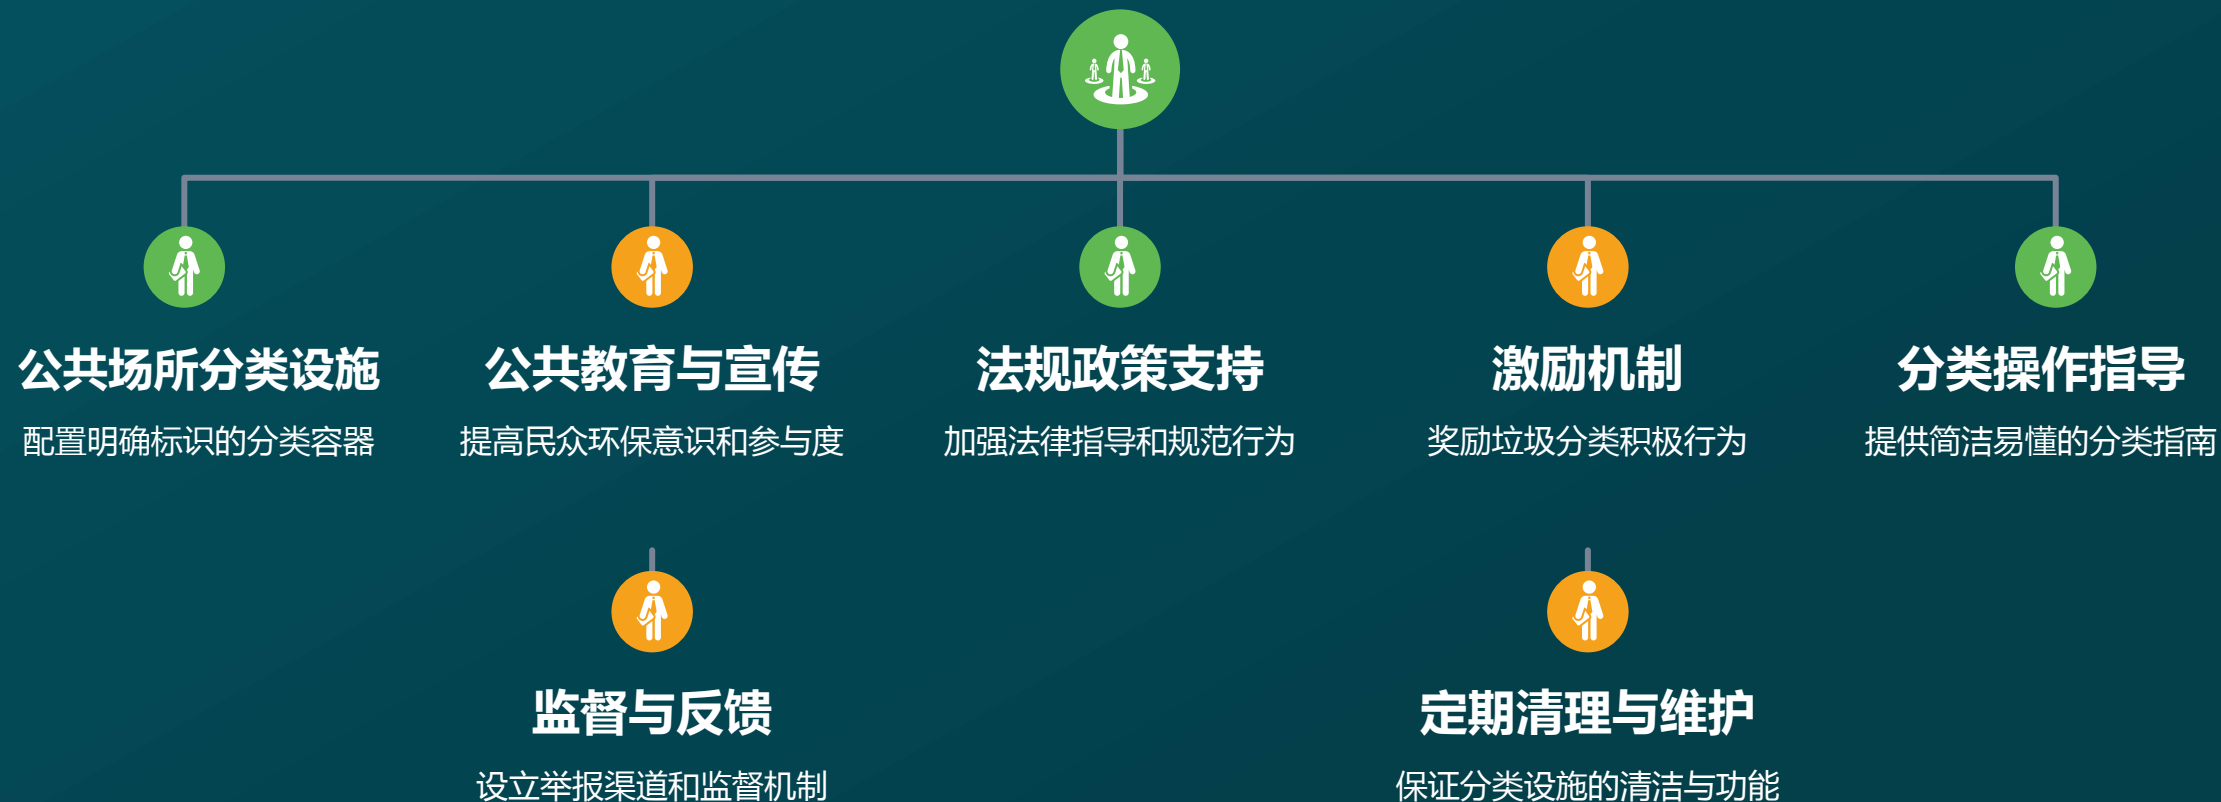 公共场所分类设施
配置明确标识的分类容器
公共教育与宣传
提高民众环保意识和参与度
法规政策支持
加强法律指导和规范行为
激励机制
奖励垃圾分类积极行为
分类操作指导
提供简洁易懂的分类指南
监督与反馈
设立举报渠道和监督机制
定期清理与维护
保证分类设施的清洁与功能